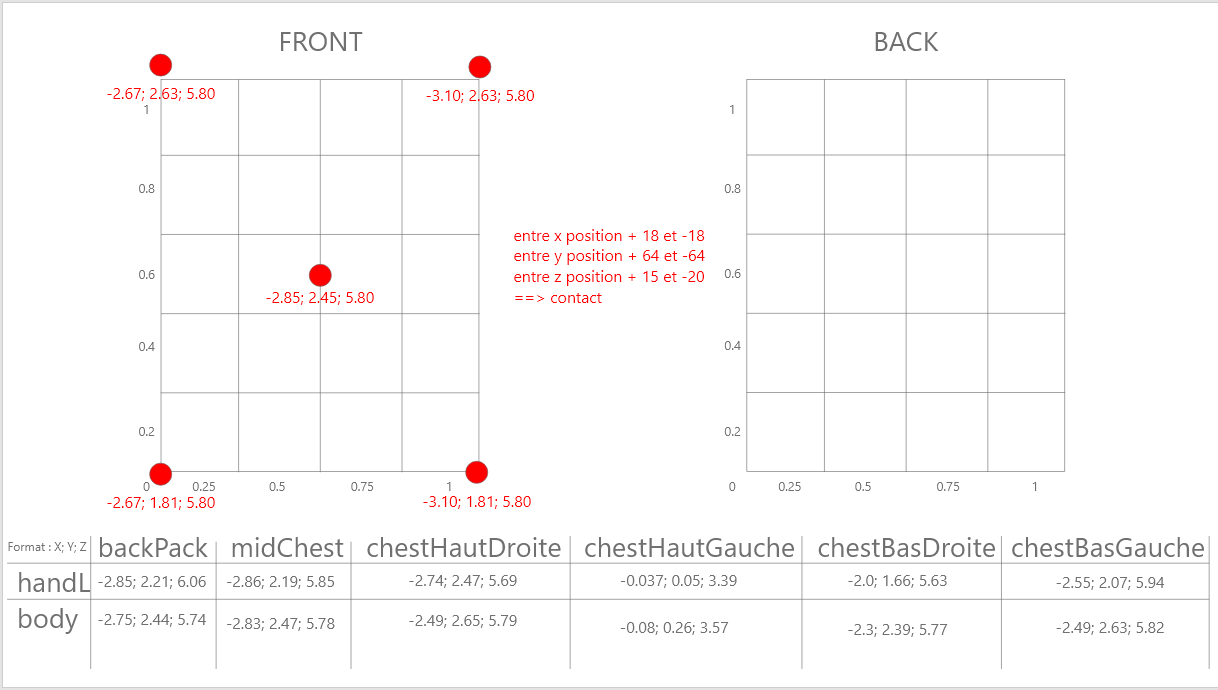 FRONT
BACK
-2.67; 2.63; 5.80
-3.10; 2.63; 5.80
1
1
0.8
0.8
entre x position + 18 et -18
entre y position + 64 et -64
entre z position + 15 et -20
==> contact
0.6
0.6
-2.85; 2.45; 5.80
0.4
0.4
0.2
0.2
0 0.25 0.5 0.75 1
0 0.25 0.5 0.75 1
-2.67; 1.81; 5.80
-3.10; 1.81; 5.80
Format : X; Y; Z backPack midChest chestHautDroite chestHautGauche chestBasDroite chestBasGauche
handL -2.85; 2.21; 6.06 -2.86; 2.19; 5.85 -2.74; 2.47; 5.69 -0.037; 0.05; 3.39 -2.0; 1.66; 5.63 -2.55; 2.07; 5.94
body -2.75; 2.44; 5.74 -2.83; 2.47; 5.78 -2.49; 2.65; 5.79 -0.08; 0.26; 3.57 -2.3; 2.39; 5.77 -2.49; 2.63; 5.82